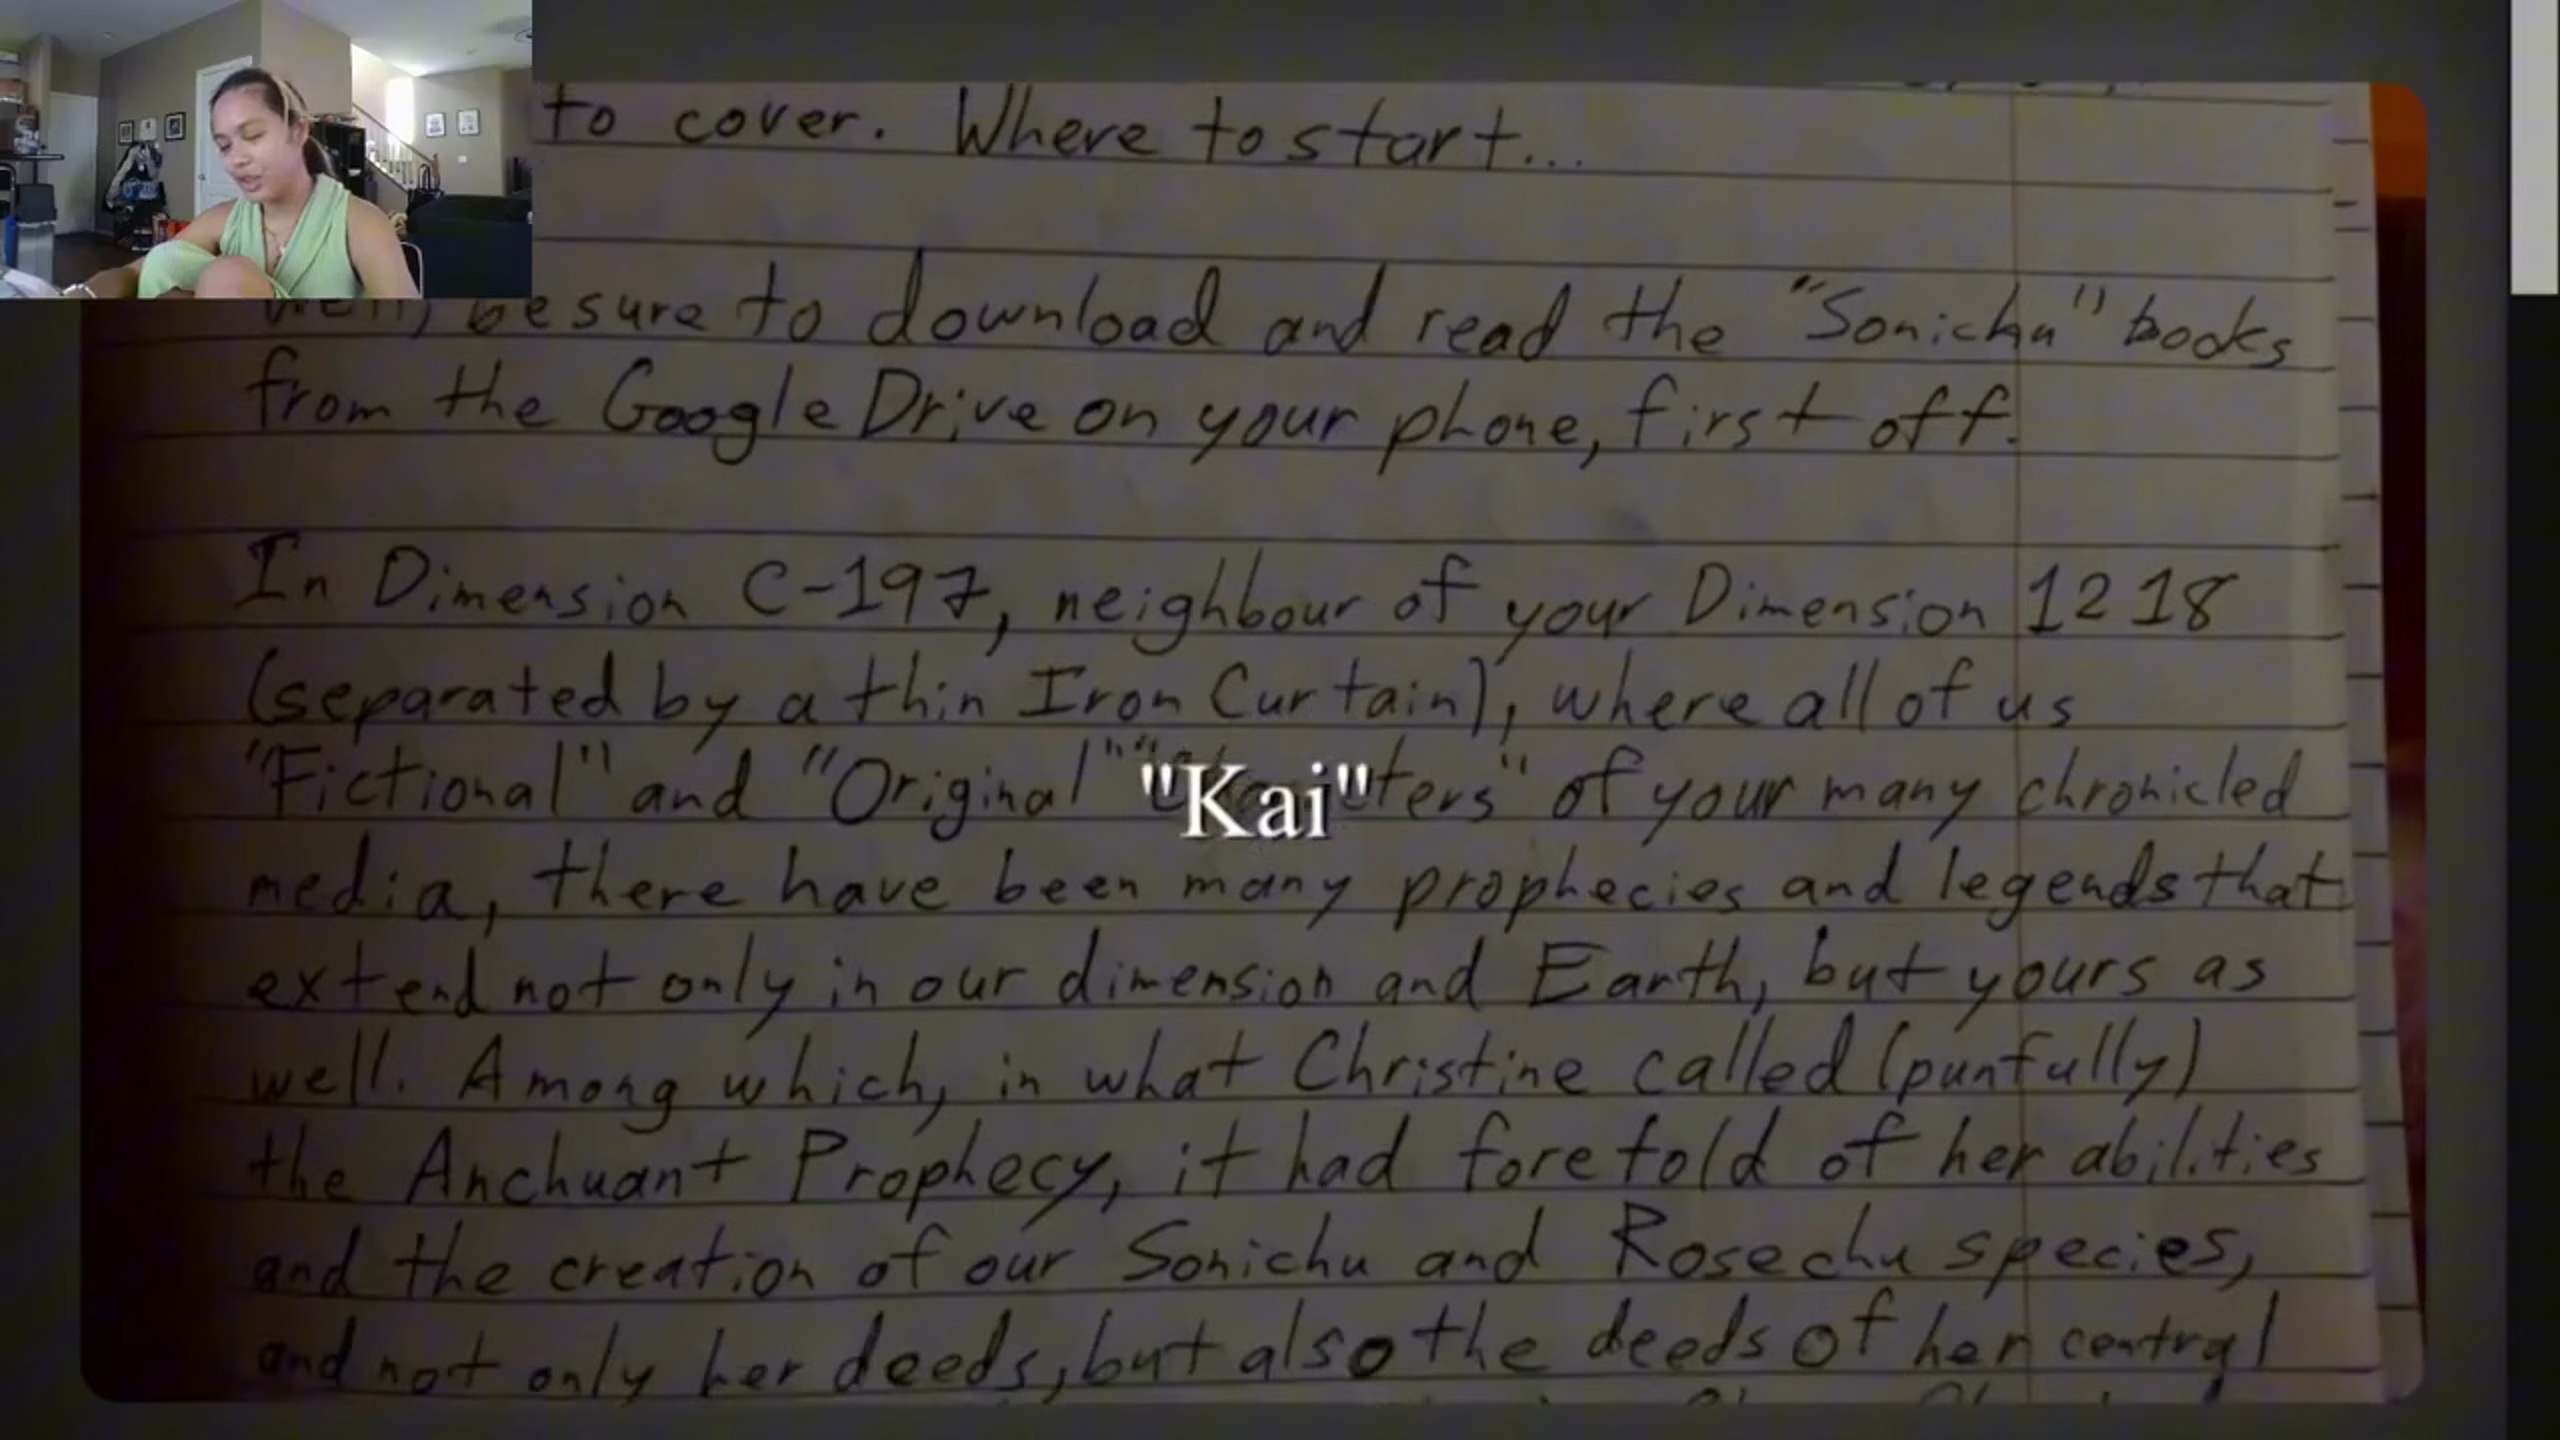 to cover. Where to start...
be sure to download and read the "Sonichu" books
from the Google Drive on your phone, first off.
In Dimension C-197, neighbour of your Dimension 1218
(separated by a thin Iron Curtain), where all of us
"Fictional" and "Original" of your many chronicled
"Kai"
media, there have been many prophecies and legends that
extend not only in our dimension and Earth, but yours as
well. Among which, in what Christine called (punfully)
the Anchuant Prophecy, it had foretold of her abilities
and the creation of our Sonichu and Rosechu species,
and not only her deeds, but also the deeds of her central